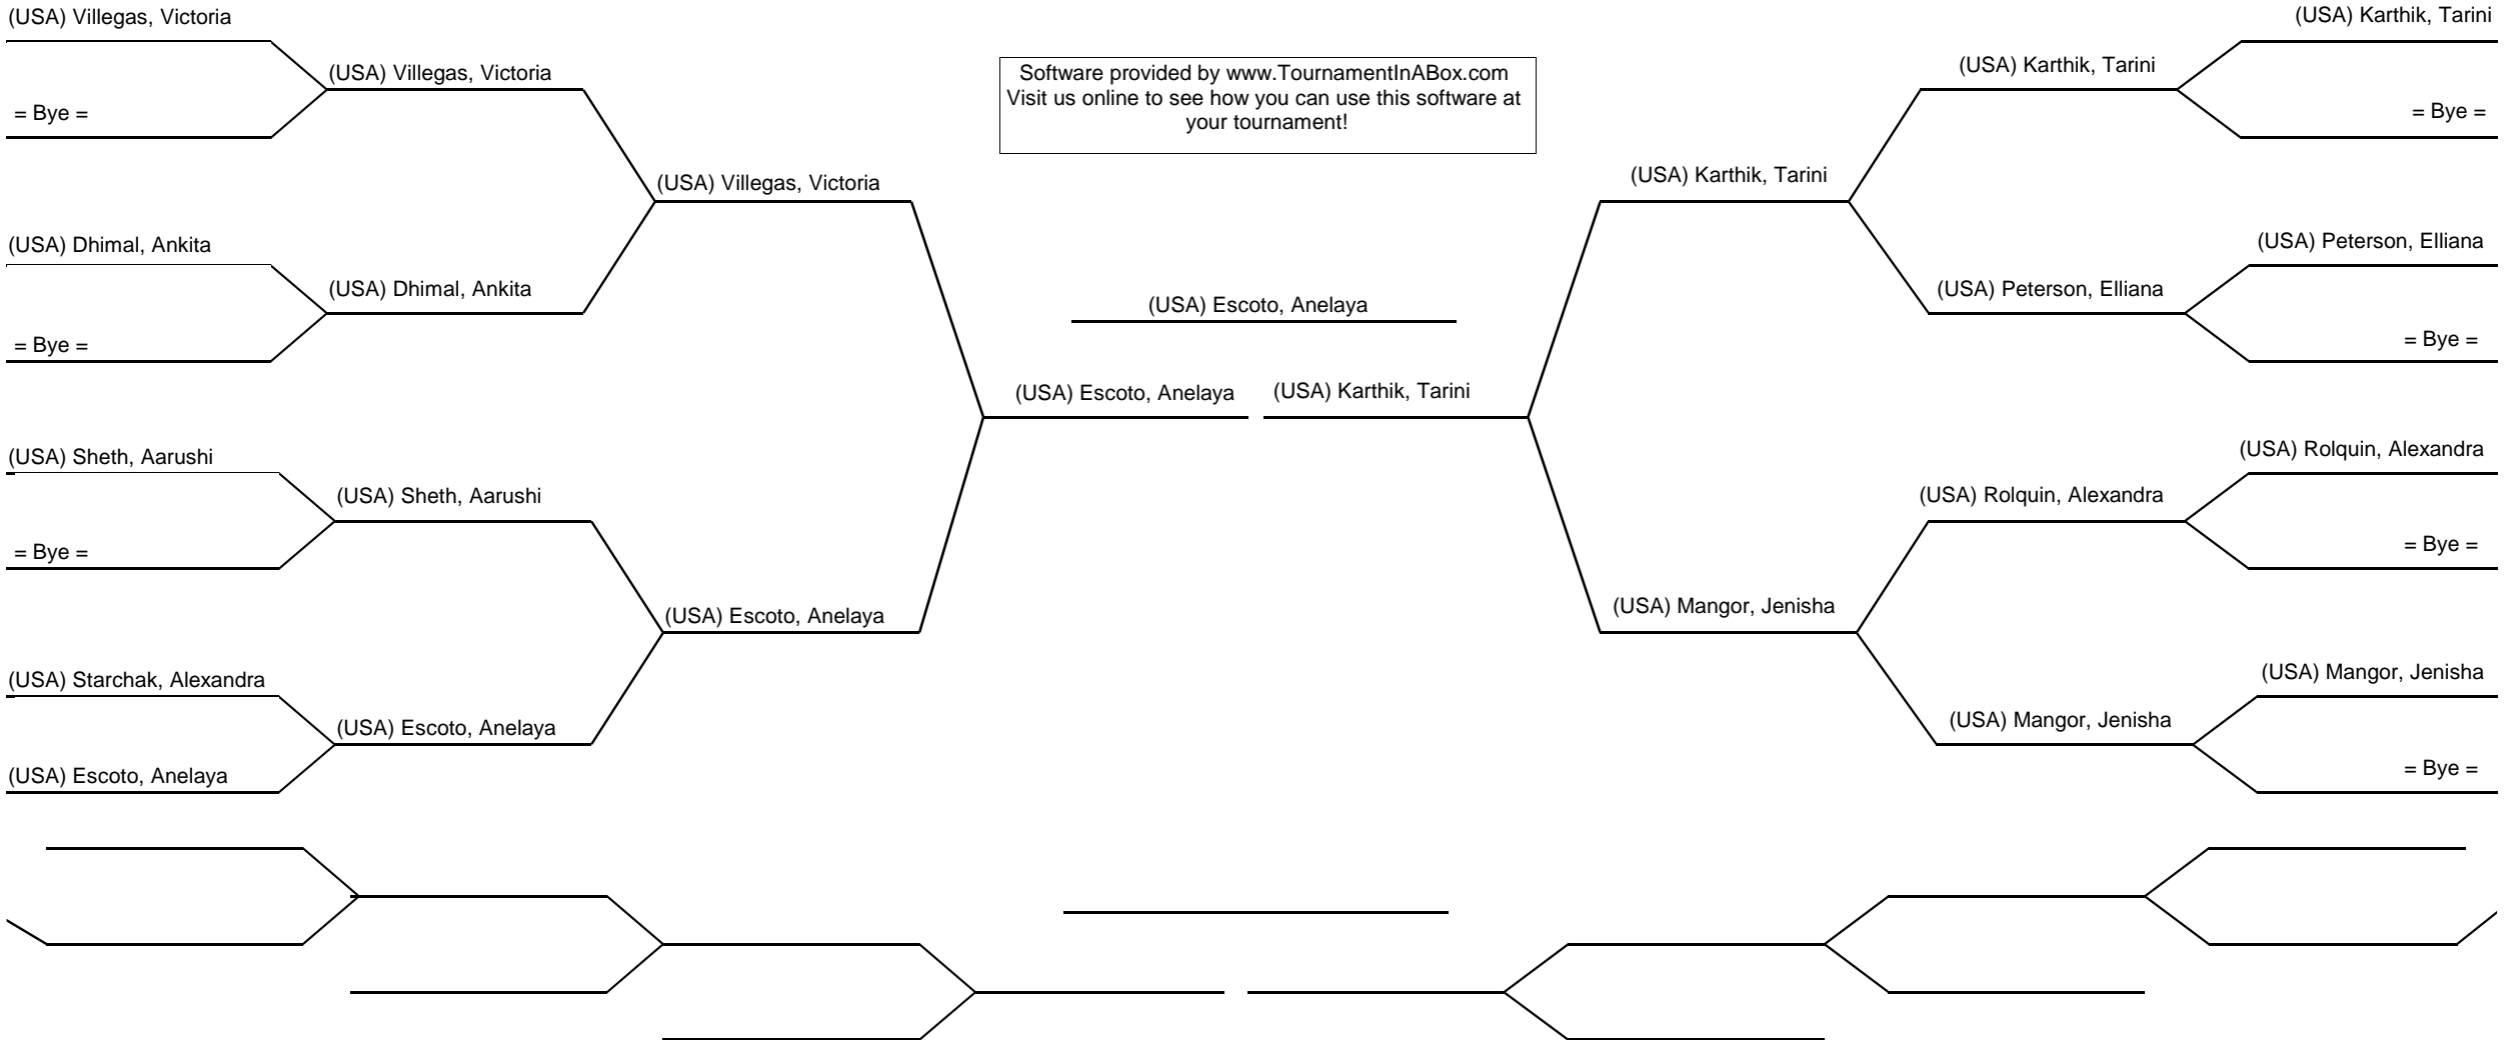 (USA) Villegas, Victoria
= Bye =
(USA) Dhimal, Ankita
= Bye =
(USA) Sheth, Aarushi
= Bye =
(USA) Starchak, Alexandra
(USA) Escoto, Anelaya
(USA) Villegas, Victoria
(USA) Dhimal, Ankita
(USA) Sheth, Aarushi
(USA) Escoto, Anelaya
(USA) Villegas, Victoria
(USA) Escoto, Anelaya
Software provided by www.TournamentInABox.com
Visit us online to see how you can use this software at
your tournament!
(USA) Escoto, Anelaya
(USA) Escoto, Anelaya
(USA) Karthik, Tarini
(USA) Karthik, Tarini
(USA) Mangor, Jenisha
(USA) Karthik, Tarini
(USA) Peterson, Elliana
(USA) Rolquin, Alexandra
(USA) Mangor, Jenisha
(USA) Karthik, Tarini
= Bye =
(USA) Peterson, Elliana
= Bye =
(USA) Rolquin, Alexandra
= Bye =
(USA) Mangor, Jenisha
= Bye =